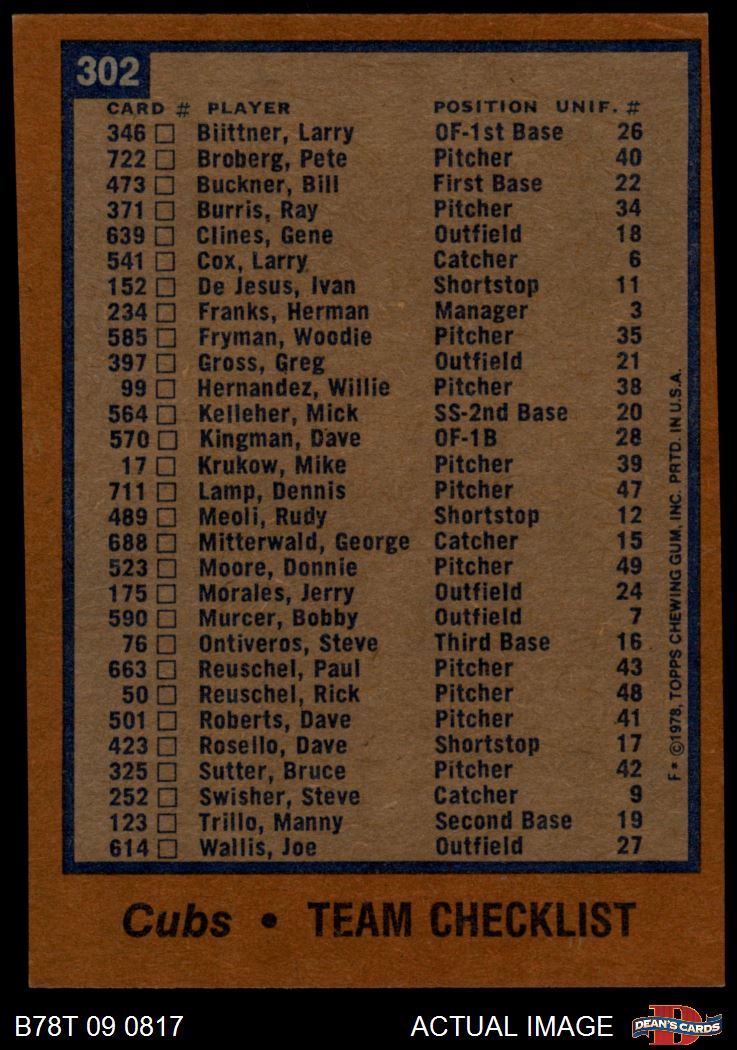 302
CARD # PLAYER POSITION UNIF. #
346 Biittner, Larry OF-1st Base 26
722 Broberg, Pete Pitcher 40
473 Buckner, Bill First Base 22
371 Burris, Ray Pitcher 34
639 Clines, Gene Outfield 18
541 Cox, Larry Catcher 6
152 De Jesus, Ivan Shortstop 11
234 Franks, Herman Manager 3
585 Fryman, Woodie Pitcher 35
397 Gross, Greg Outfield 21
99 Hernandez, Willie Pitcher 38
564 Kelleher, Mick SS-2nd Base 20
570 Kingman, Dave OF-1B 28
17 Krukow, Mike Pitcher 39
711 Lamp, Dennis Pitcher 47
489 Meoli, Rudy Shortstop 12
688 Mitterwald, George Catcher 15
523 Moore, Donnie Pitcher 49
175 Morales, Jerry Outfield 24
590 Murcer, Bobby Outfield 7
76 Ontiveros, Steve Third Base 16
663 Reuschel, Paul Pitcher 43
50 Reuschel, Rick Pitcher 48
501 Roberts, Dave Pitcher 41
423 Rosello, Dave Shortstop 17
325 Sutter, Bruce Pitcher 42
252 Swisher, Steve Catcher 9
123 Trillo, Manny Second Base 19
614 Wallis, Joe Outfield 27
F* ©1978, TOPPS CHEWING GUM, INC. PRTD. IN U.S.A.
Cubs • TEAM CHECKLIST
B78T 09 0817 ACTUAL IMAGE DEAN'S CARDS